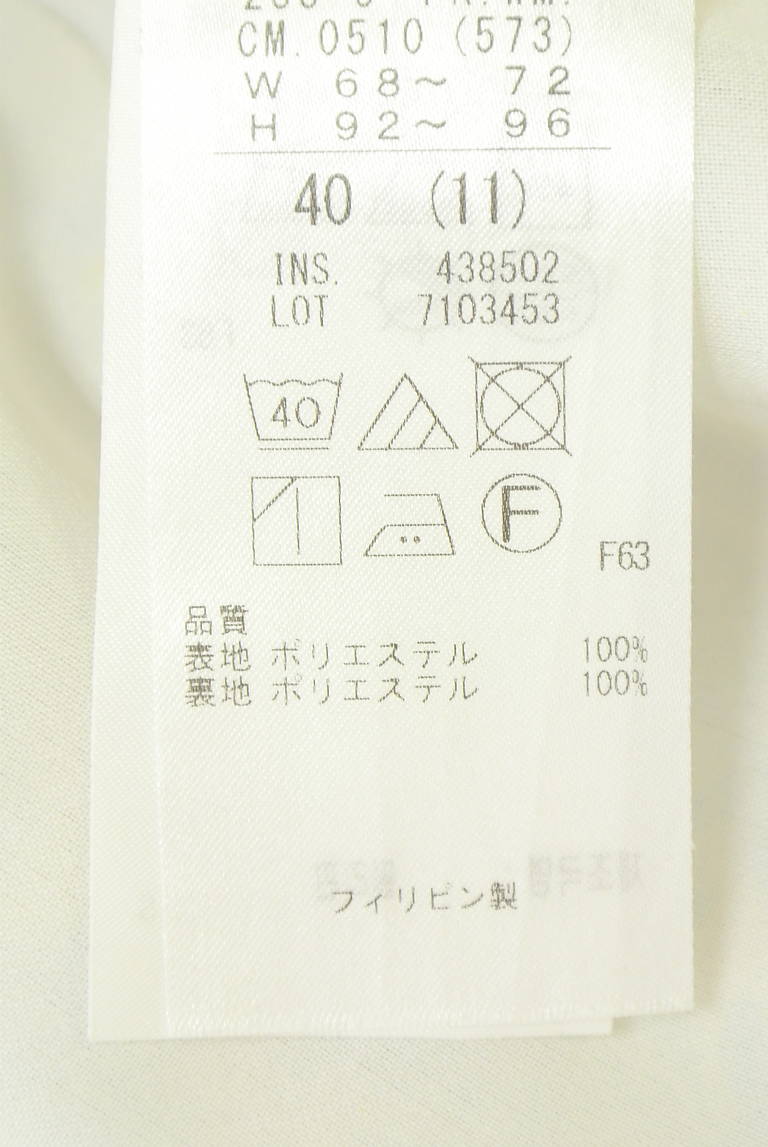 CM. 0510 (573)
W 68～ 72
H 92～ 96
40 (11)
INS. 438502
LOT 7103453
40
F
F63
品質
表地 ポリエステル 100%
裏地 ポリエステル 100%
フィリピン製